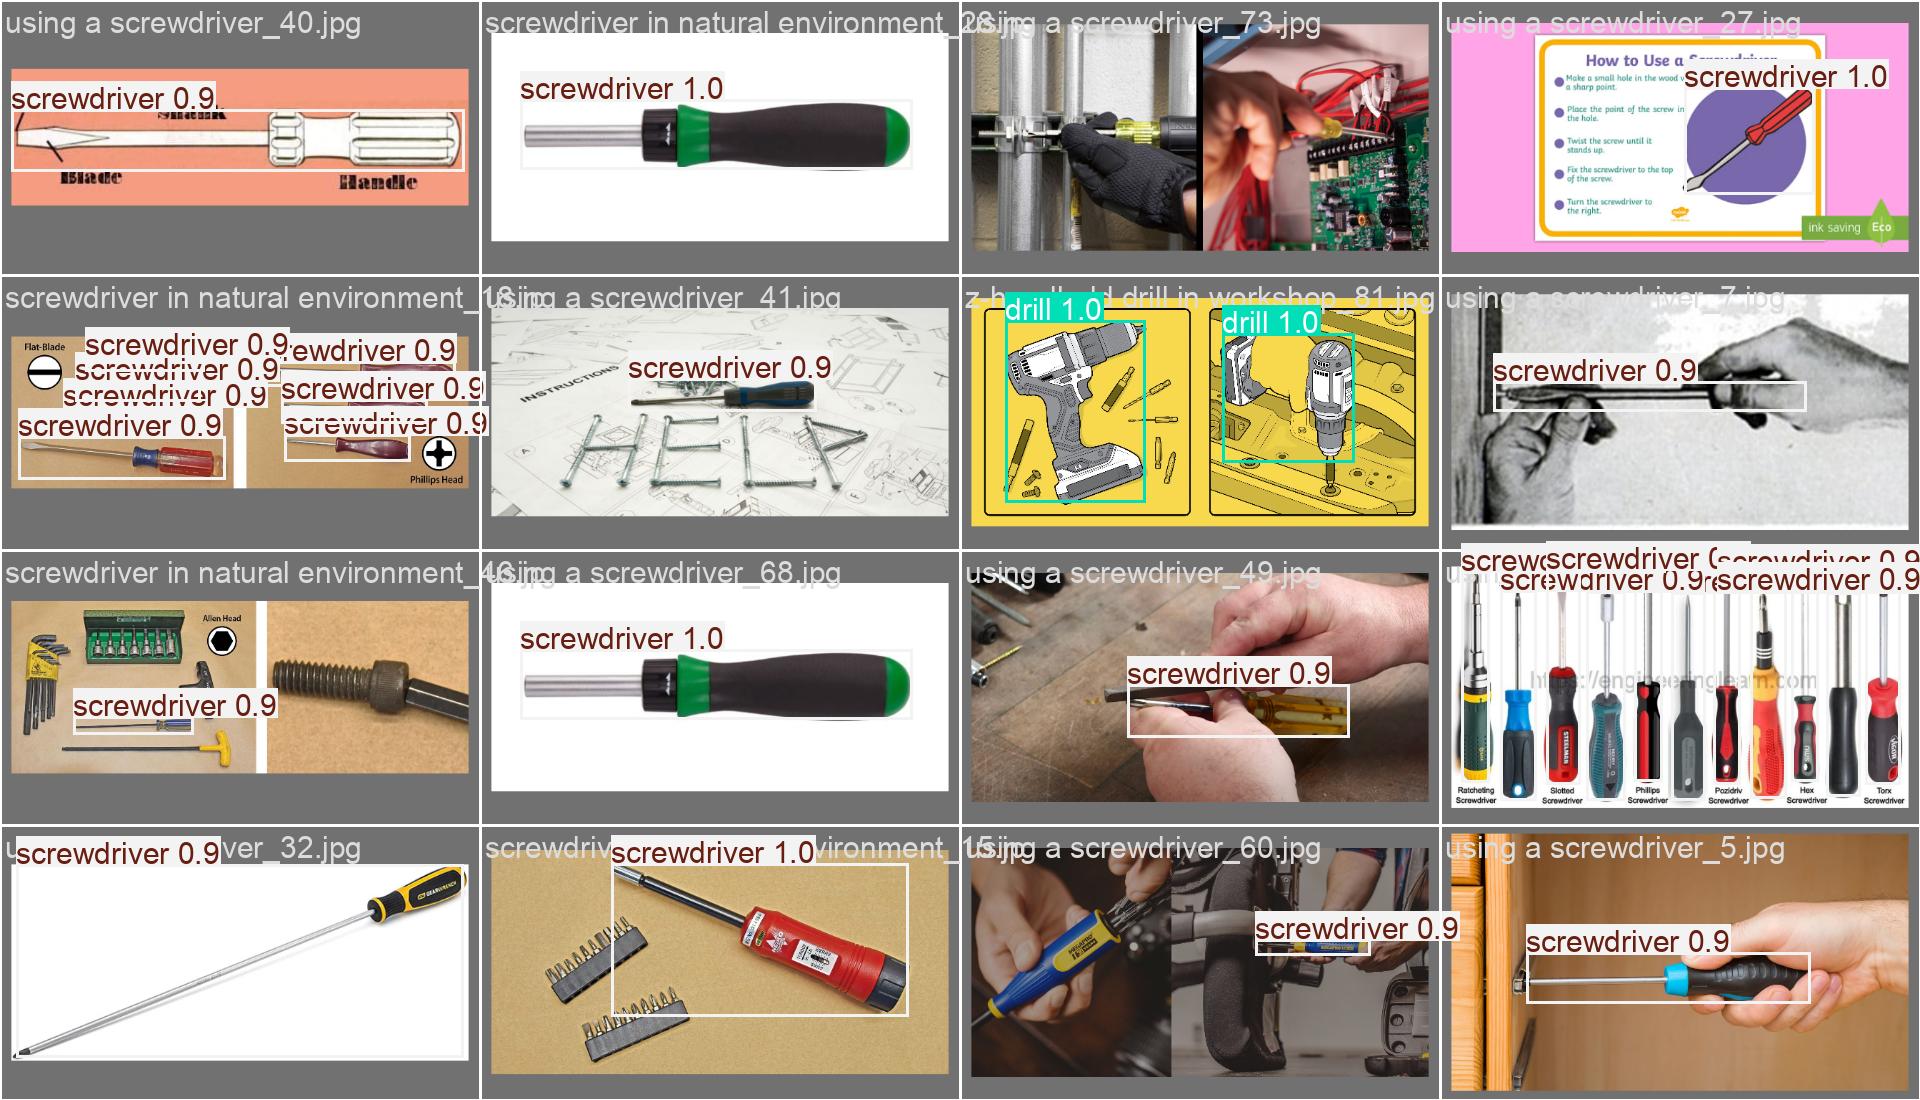 using a screwdriver_40.jpg
screwdriver 0.9
Blade
Handle
screwdriver in natural environment_28.jpg
screwdriver 1.0
using a screwdriver_73.jpg
using a screwdriver_27.jpg
How to Use a Screwdriver
screwdriver 1.0
Make a small hole in the wood
a sharp point.
Place the point of the screw in
the hole.
Twist the screw until it
stands up.
Fix the screwdriver to the top
of the screw.
Turn the screwdriver to
the right.
ink saving Eco
screwdriver in natural environment_18.jpg
Flat-Blade
screwdriver 0.9
screwdriver 0.9
screwdriver 0.9
screwdriver 0.9
screwdriver 0.9
screwdriver 0.9
screwdriver 0.9
Phillips Head
using a screwdriver_41.jpg
screwdriver 0.9
INSTRUCTIONS
drill in workshop_81.jpg
drill 1.0
drill 1.0
using a screwdriver_7.jpg
screwdriver 0.9
screwdriver in natural environment_46.jpg
Allen Head
screwdriver 0.9
using a screwdriver_68.jpg
screwdriver 1.0
using a screwdriver_49.jpg
screwdriver 0.9
screwdriver
screwdriver 0.9
screwdriver 0.9
screwdriver 0.9
https://engineeringlearn.com
STEELMAN
Ratcheting
Screwdriver
Slotted
Screwdriver
Phillips
Screwdriver
Pozidriv
Screwdriver
Hex
Screwdriver
Torx
Screwdriver
screwdriver 0.9
ver_32.jpg
GEARWRENCH
screwdriver 1.0
using a screwdriver_60.jpg
screwdriver 0.9
MEGAPRO
using a screwdriver_5.jpg
screwdriver 0.9